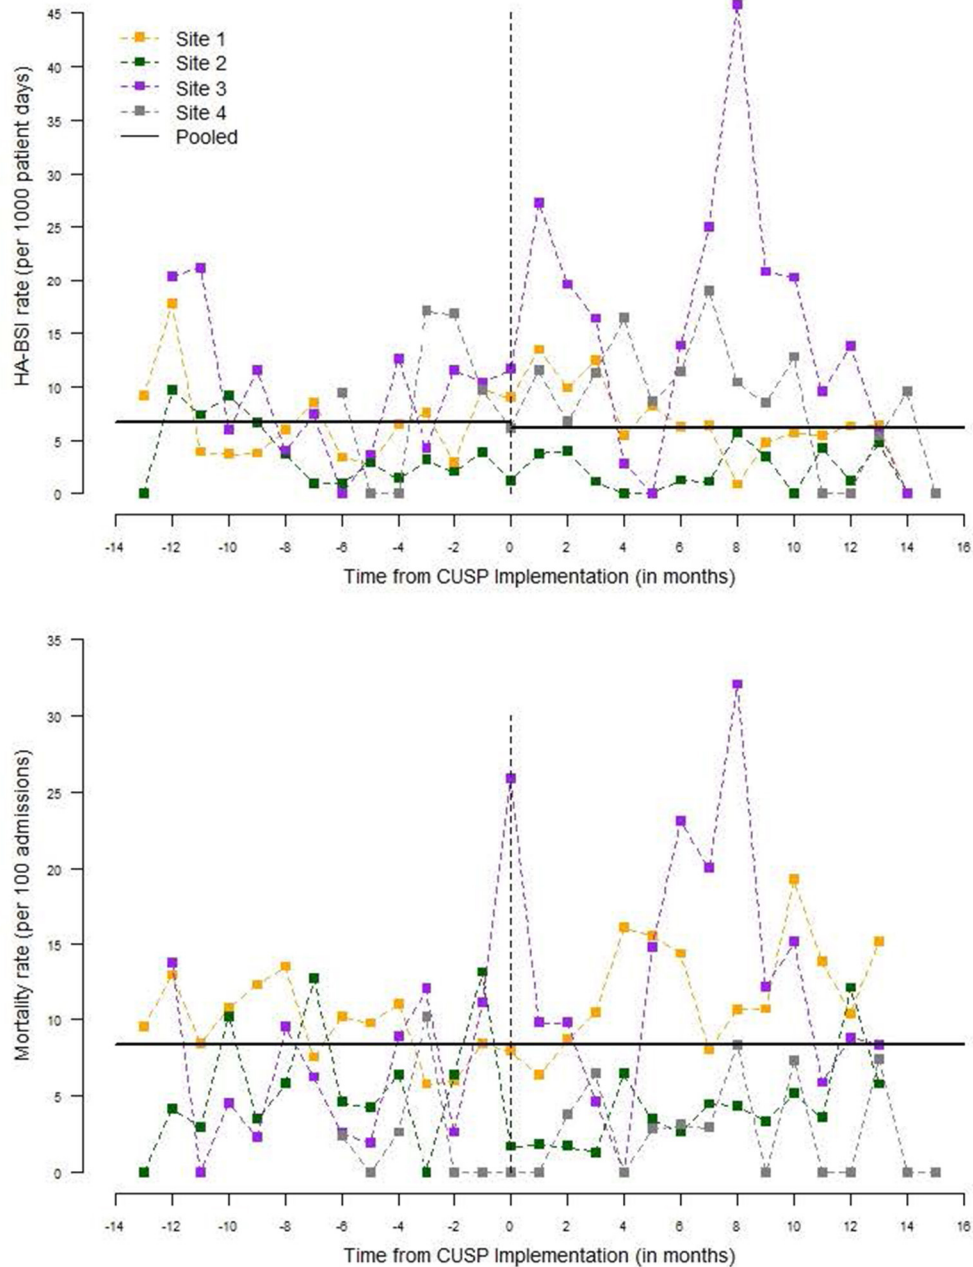 45
40
35
30
25
20
15
10
5
0
HA-BSI rate (per 1000 patient days)
Site 1
Site 2
Site 3
Site 4
Pooled
-14 -12 -10 -8 -6 -4 -2 0 2 4 6 8 10 12 14 16
Time from CUSP Implementation (in months)
35
30
25
20
15
10
5
0
Mortality rate (per 100 admissions)
-14 -12 -10 -8 -6 -4 -2 0 2 4 6 8 10 12 14 16
Time from CUSP Implementation (in months)